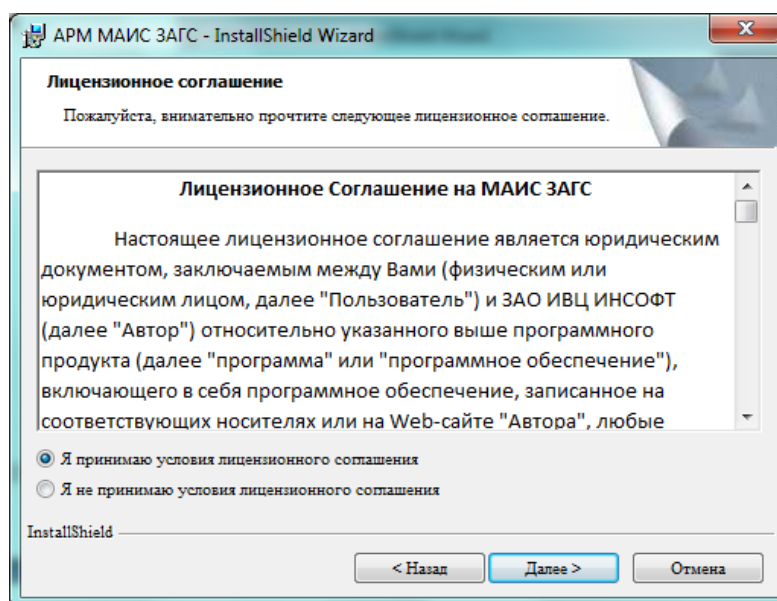 АРМ МАИС ЗАГС - InstallShield Wizard
Лицензионное соглашение
Пожалуйста, внимательно прочтите следующее лицензионное соглашение.
Лицензионное Соглашение на МАИС ЗАГС
Настоящее лицензионное соглашение является юридическим
документом, заключаемым между Вами (физическим или
юридическим лицом, далее "Пользователь") и ЗАО ИВЦ ИНСОФТ
(далее "Автор") относительно указанного выше программного
продукта (далее "программа" или "программное обеспечение"),
включающего в себя программное обеспечение, записанное на
соответствующих носителях или на Web-сайте "Автора", любые
Я принимаю условия лицензионного соглашения
Я не принимаю условия лицензионного соглашения
InstallShield
< Назад Далее > Отмена